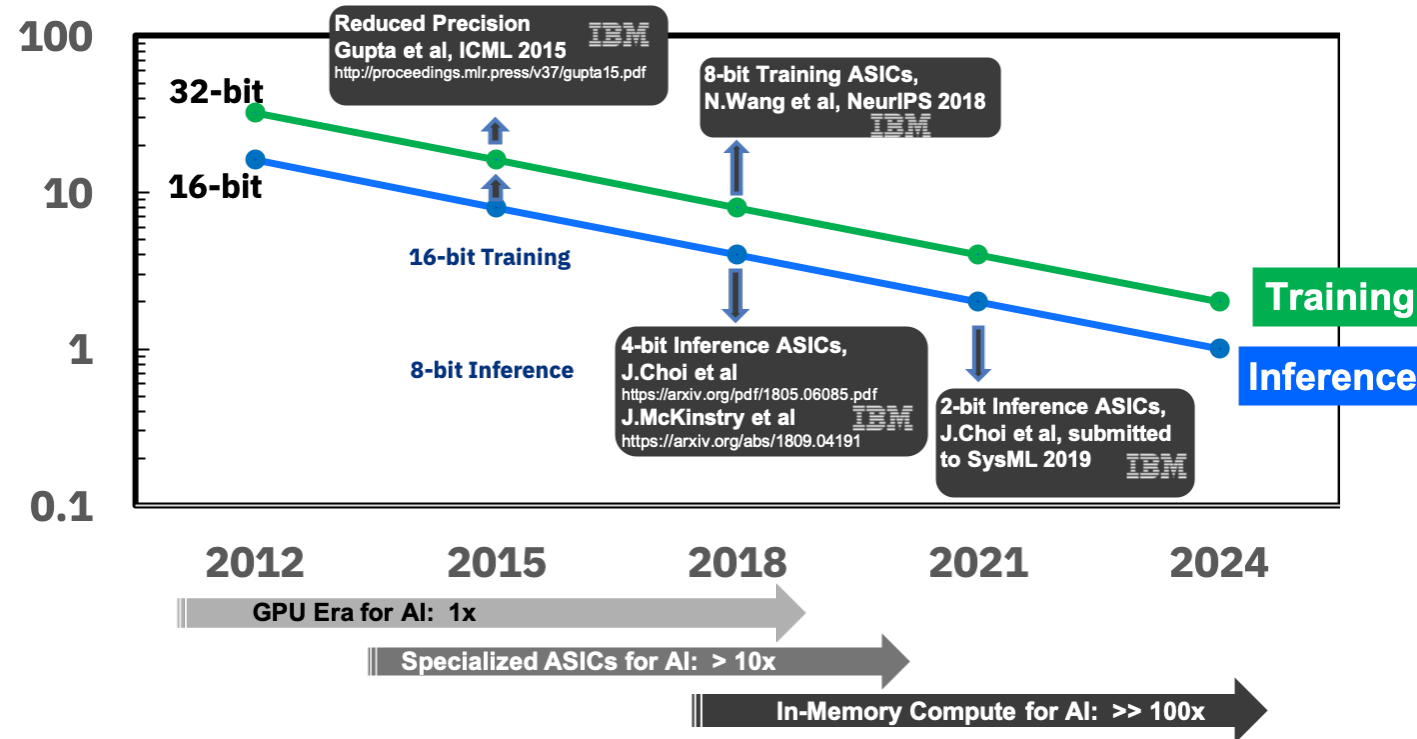 100
10
1
0.1
32-bit
16-bit
Reduced Precision
Gupta et al, ICML 2015
IBM
http://proceedings.mlr.press/v37/gupta15.pdf
8-bit Training ASICs,
N.Wang et al, NeurIPS 2018
IBM
16-bit Training
8-bit Inference
4-bit Inference ASICs,
J.Choi et al
https://arxiv.org/pdf/1805.06085.pdf
J.McKinstry et al
IBM
https://arxiv.org/abs/1809.04191
2-bit Inference ASICs,
J.Choi et al, submitted
to SysML 2019
IBM
Training
Inference
2012 2015 2018 2021 2024
GPU Era for AI: 1x
Specialized ASICs for AI: > 10x
In-Memory Compute for AI: >> 100x